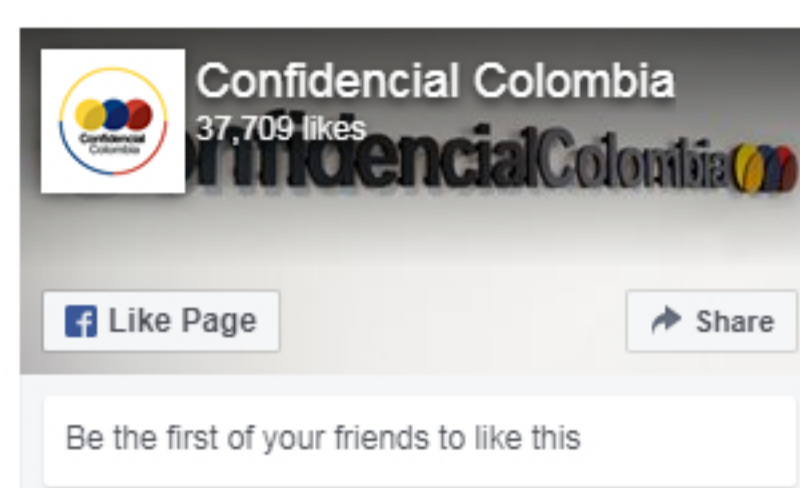 Confidencial Colombia
37,709 likes
Confidencial
Colombia
onfidencialColombia
Like Page
Share
Be the first of your friends to like this